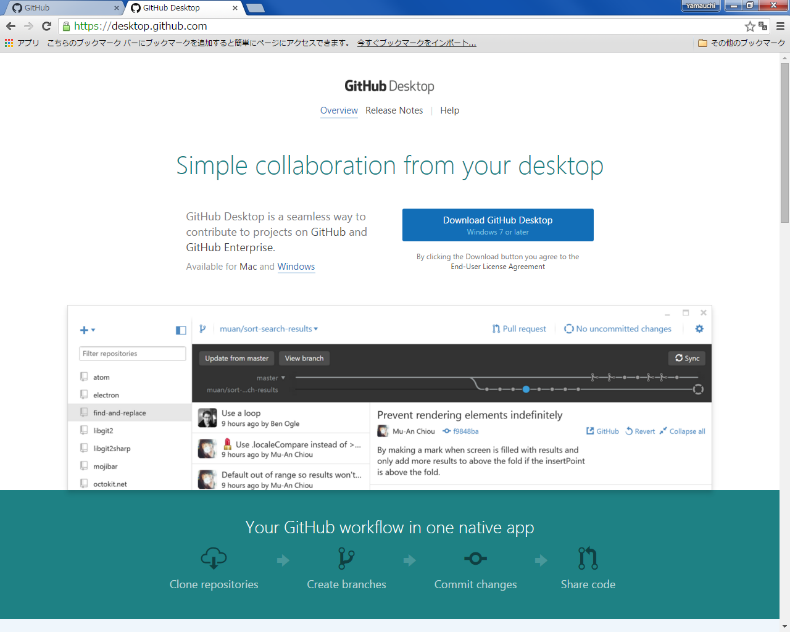 GitHub
GitHub Desktop
Yamauchi
https://desktop.github.com
アプリ こちらのブックマーク バーにブックマークを追加すると簡単にページにアクセスできます。 今すぐブックマークをインポート...
その他のブックマーク
GitHub Desktop
Overview Release Notes | Help
Simple collaboration from your desktop
GitHub Desktop is a seamless way to
contribute to projects on GitHub and
GitHub Enterprise.
Available for Mac and Windows
Download GitHub Desktop
Windows 7 or later
By clicking the Download button you agree to the
End-User License Agreement
muan/sort-search-results
Pull request
No uncommitted changes
Filter repositories
atom
electron
find-and-replace
libgit2
libgit2sharp
mojibar
octokit.net
Update from master
View branch
Sync
master
muan/sort-...ch-results
Use a loop
9 hours ago by Ben Ogle
Use .localeCompare instead of >...
9 hours ago by Mu-An Chiou
Default out of range so results won't...
9 hours ago by Mu-An Chiou
Prevent rendering elements indefinitely
Mu-An Chiou f9848ba
GitHub Revert Collapse all
By making a mark when screen is filled with results and
only add more results to above the fold if the insertPoint
is above the fold.
Your GitHub workflow in one native app
Clone repositories
Create branches
Commit changes
Share code